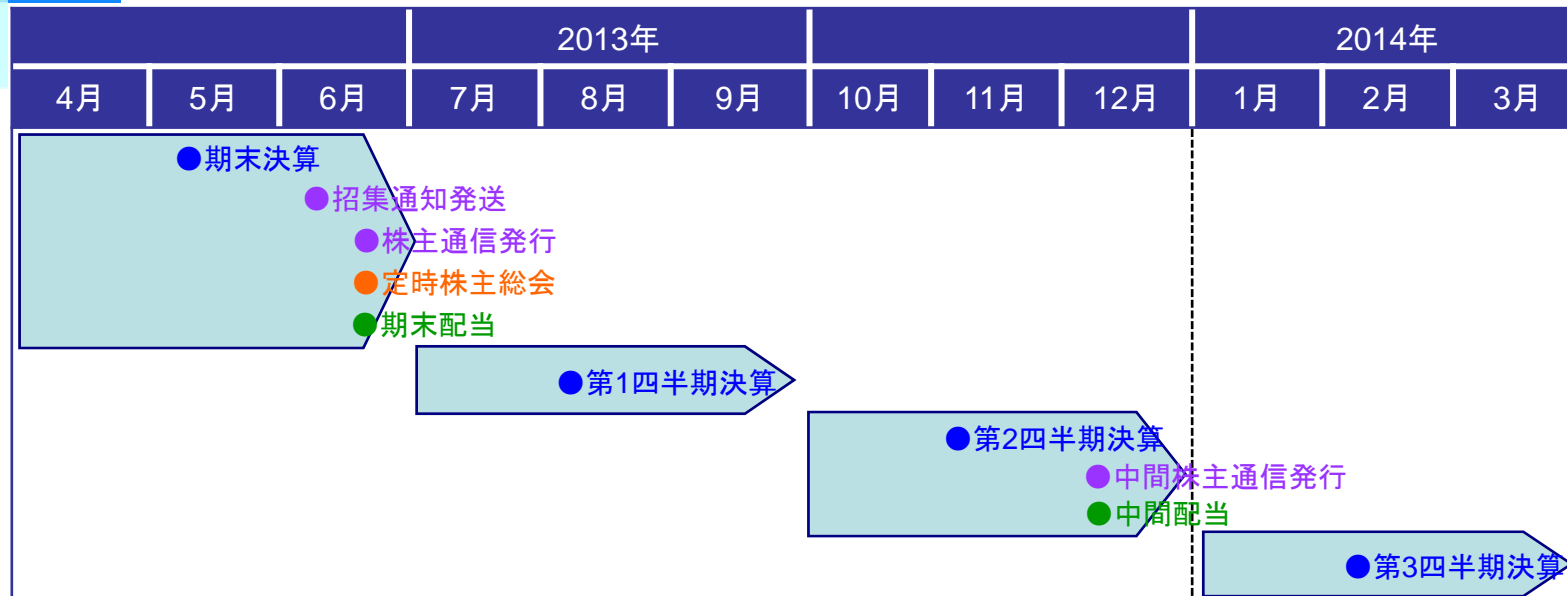 2013年 2014年
4月 5月 6月 7月 8月 9月 10月 11月 12月 1月 2月 3月
●期末決算
●招集通知発送
●株主通信発行
●定時株主総会
●期末配当
●第1四半期決算
●第2四半期決算
●中間株主通信発行
●中間配当
●第3四半期決算